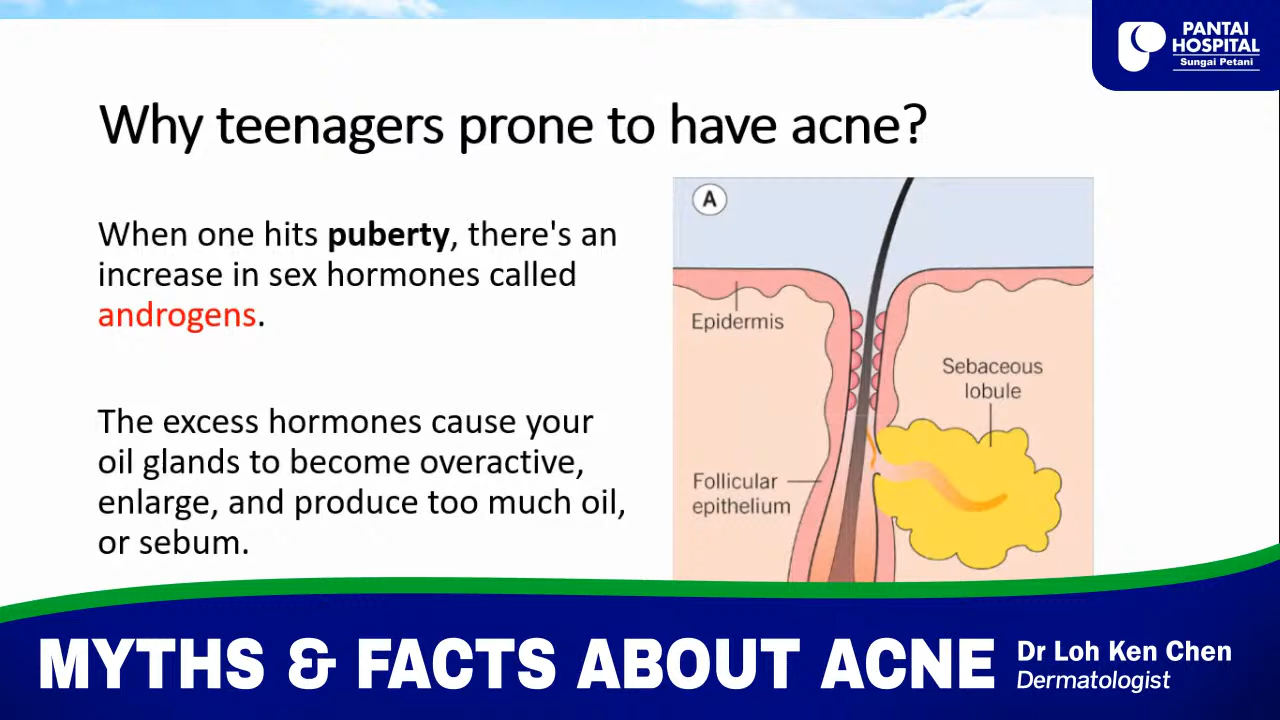 PANTAI
HOSPITAL
Sungai Petani
Why teenagers prone to have acne?
When one hits puberty, there's an
increase in sex hormones called
androgens.
The excess hormones cause your
oil glands to become overactive,
enlarge, and produce too much oil,
or sebum.
A
Epidermis
Sebaceous
lobule
Follicular
epithelium
MYTHS & FACTS ABOUT ACNE
Dr Loh Ken Chen
Dermatologist